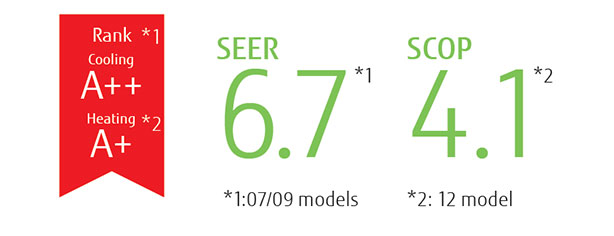 Rank *1
Cooling
A++
Heating *2
A+
SEER
6.7 *1
*1:07/09 models
SCOP
4.1 *2
*2: 12 model